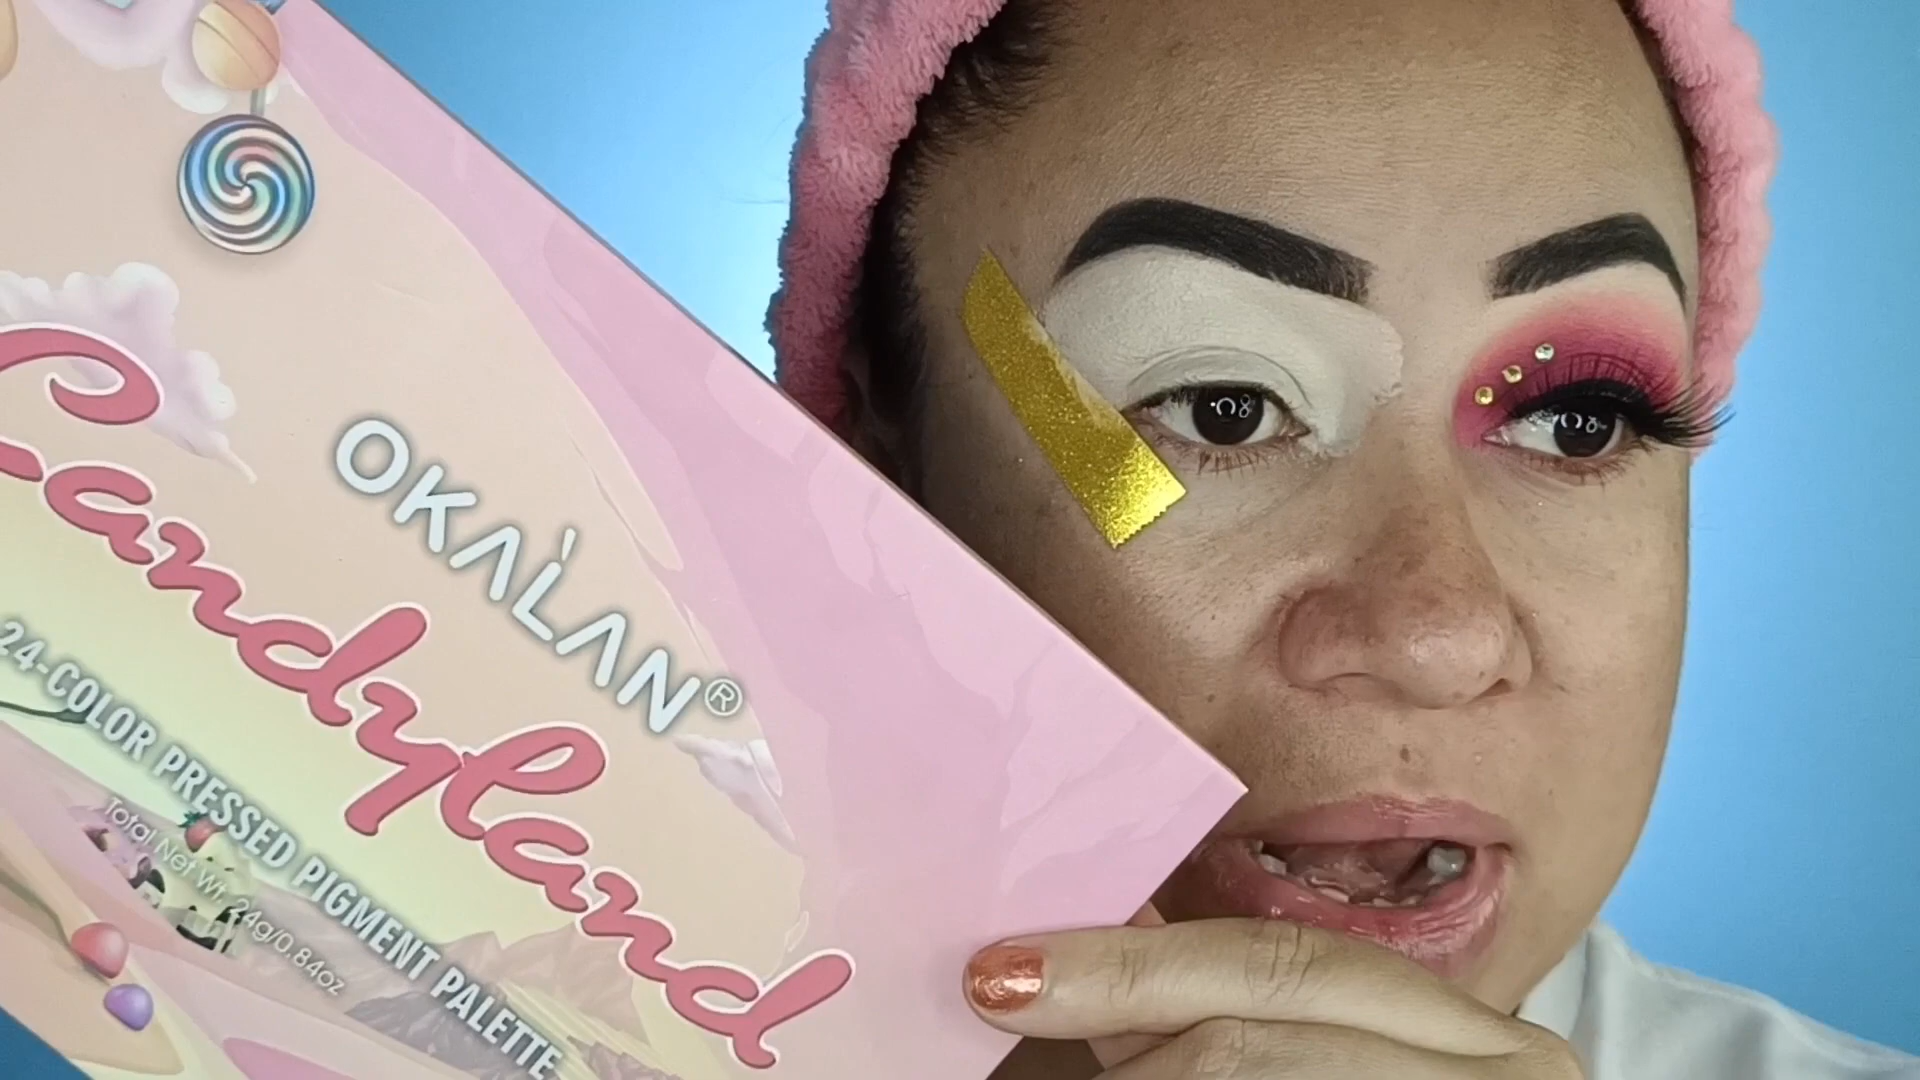 OKALAN®
Candyland
24-COLOR PRESSED PIGMENT PALETTE
Total Net Wt. 24g/0.84oz